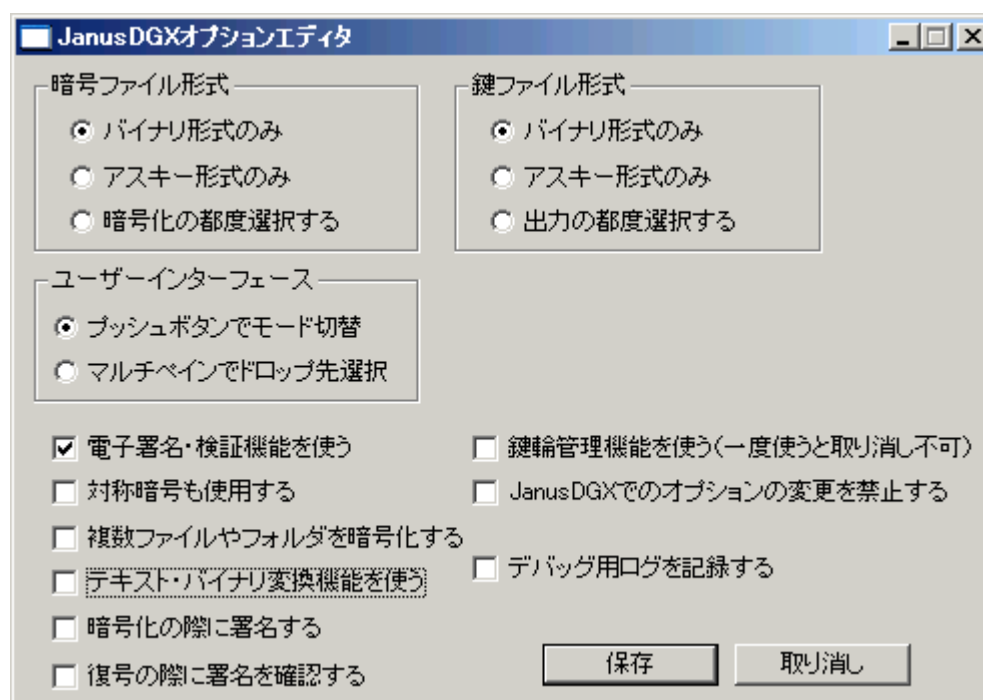 JanusDGXオプションエディタ
暗号ファイル形式
バイナリ形式のみ
アスキー形式のみ
暗号化の都度選択する
鍵ファイル形式
バイナリ形式のみ
アスキー形式のみ
出力の都度選択する
ユーザーインターフェース
プッシュボタンでモード切替
マルチペインでドロップ先選択
電子署名・検証機能を使う
対称暗号も使用する
複数ファイルやフォルダを暗号化する
テキスト・バイナリ変換機能を使う
暗号化の際に署名する
復号の際に署名を確認する
鍵輪管理機能を使う(一度使うと取り消し不可)
JanusDGXでのオプションの変更を禁止する
デバッグ用ログを記録する
保存
取り消し